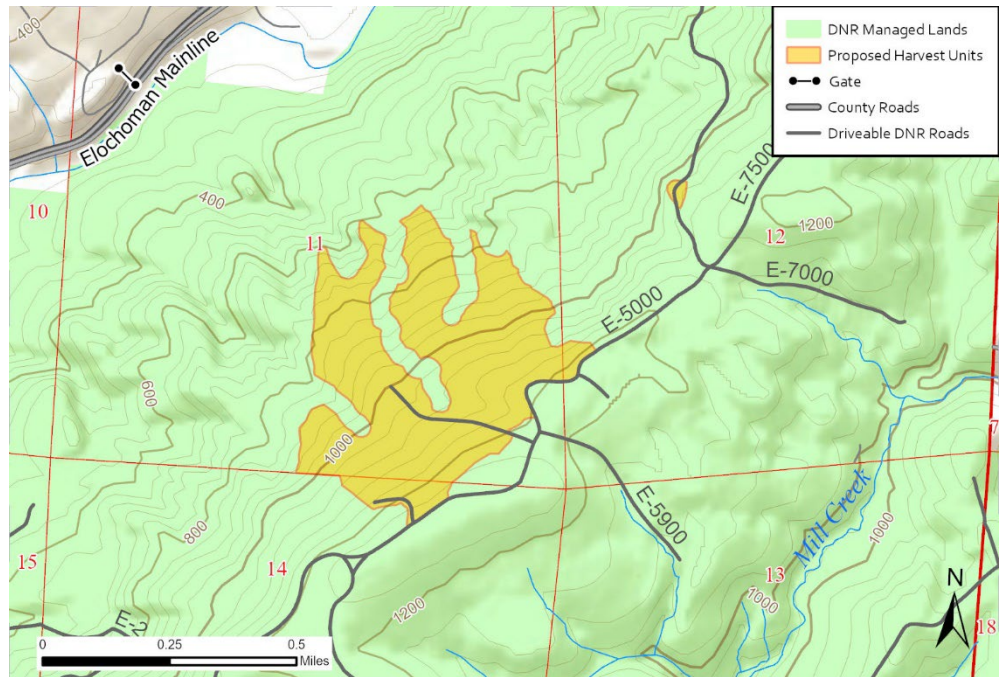 400
Elochoman Mainline
DNR Managed Lands
Proposed Harvest Units
Gate
County Roads
Driveable DNR Roads
E-7500
400
10
11
12
1200
E-7000
E-5000
600
7
1000
Mill Creek
E-5900
800
1000
15
14
13
1000
N
1200
18
E-2
0 0.25 0.5
Miles